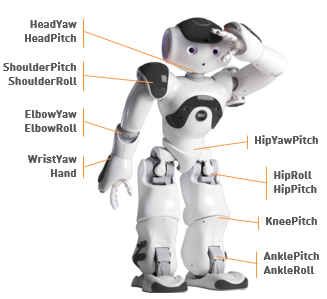 HeadYaw
HeadPitch
ShoulderPitch
ShoulderRoll
ElbowYaw
ElbowRoll
WristYaw
Hand
HipYawPitch
HipRoll
HipPitch
KneePitch
AnklePitch
AnkleRoll